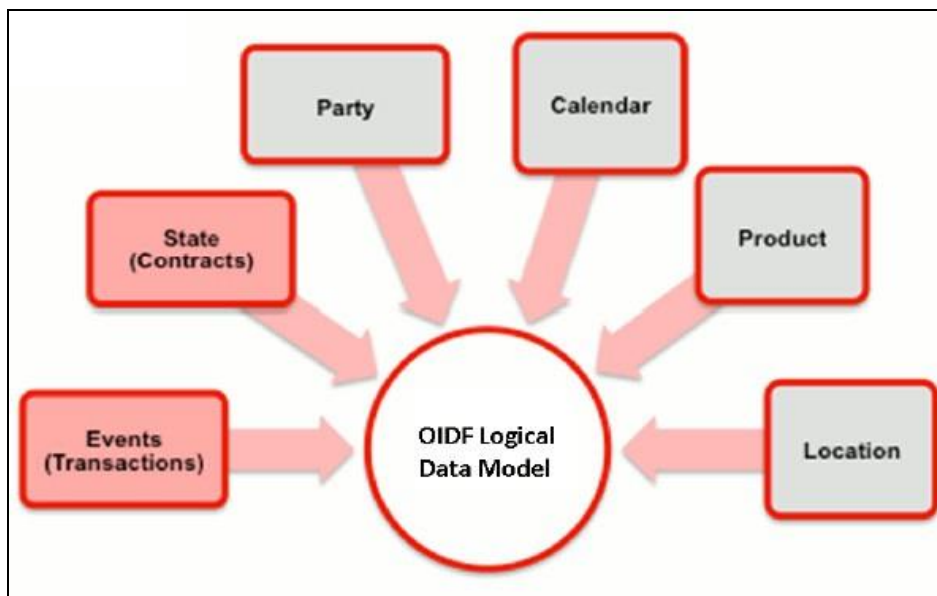 Party
Calendar
State
(Contracts)
Product
Events
(Transactions)
OIDF Logical
Data Model
Location